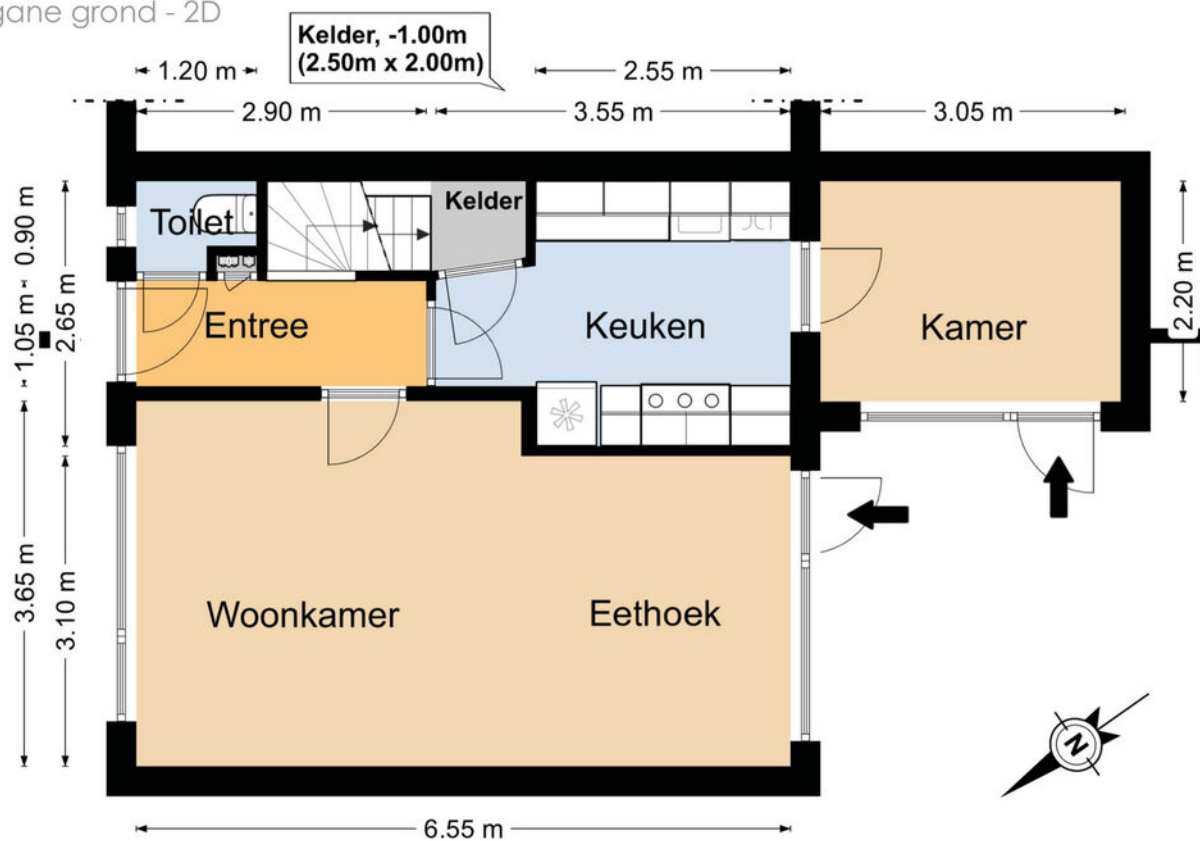 gane grond - 2D
Kelder, -1.00m
(2.50m x 2.00m)
1.20 m
2.55 m
2.90 m
3.55 m
3.05 m
0.90 m
1.05 m
2.65 m
Toilet
Kelder
Entree
Keuken
Kamer
2.20 m
3.65 m
3.10 m
Woonkamer
Eethoek
N
6.55 m